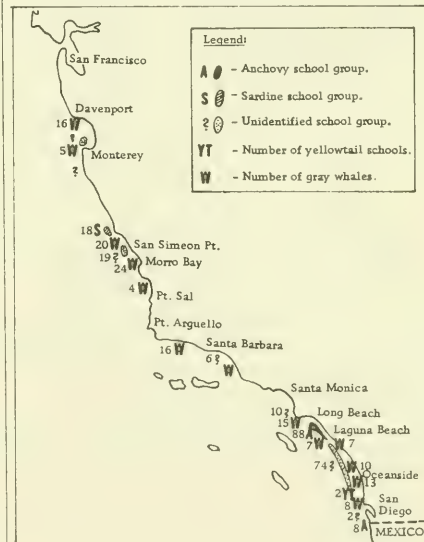 Legend:
A - Anchovy school group.
S - Sardine school group.
? - Unidentified school group.
YT - Number of yellowtail schools.
W - Number of gray whales.
San Francisco
Davenport
16 W
5 W Monterey
?
18 S
20 W San Simeon Pt.
19 ?
24 W Morro Bay
4 W
Pt. Sal
Pt. Arguello
16 W
Santa Barbara
6 ?
W
Santa Monica
10 ?
15 W Long Beach
88 A
7 W Laguna Beach
W 7
74 ?
W 10
Oceanside
W 13
2 YT
8 W San
Diego
2 ?
8 A MEXICO